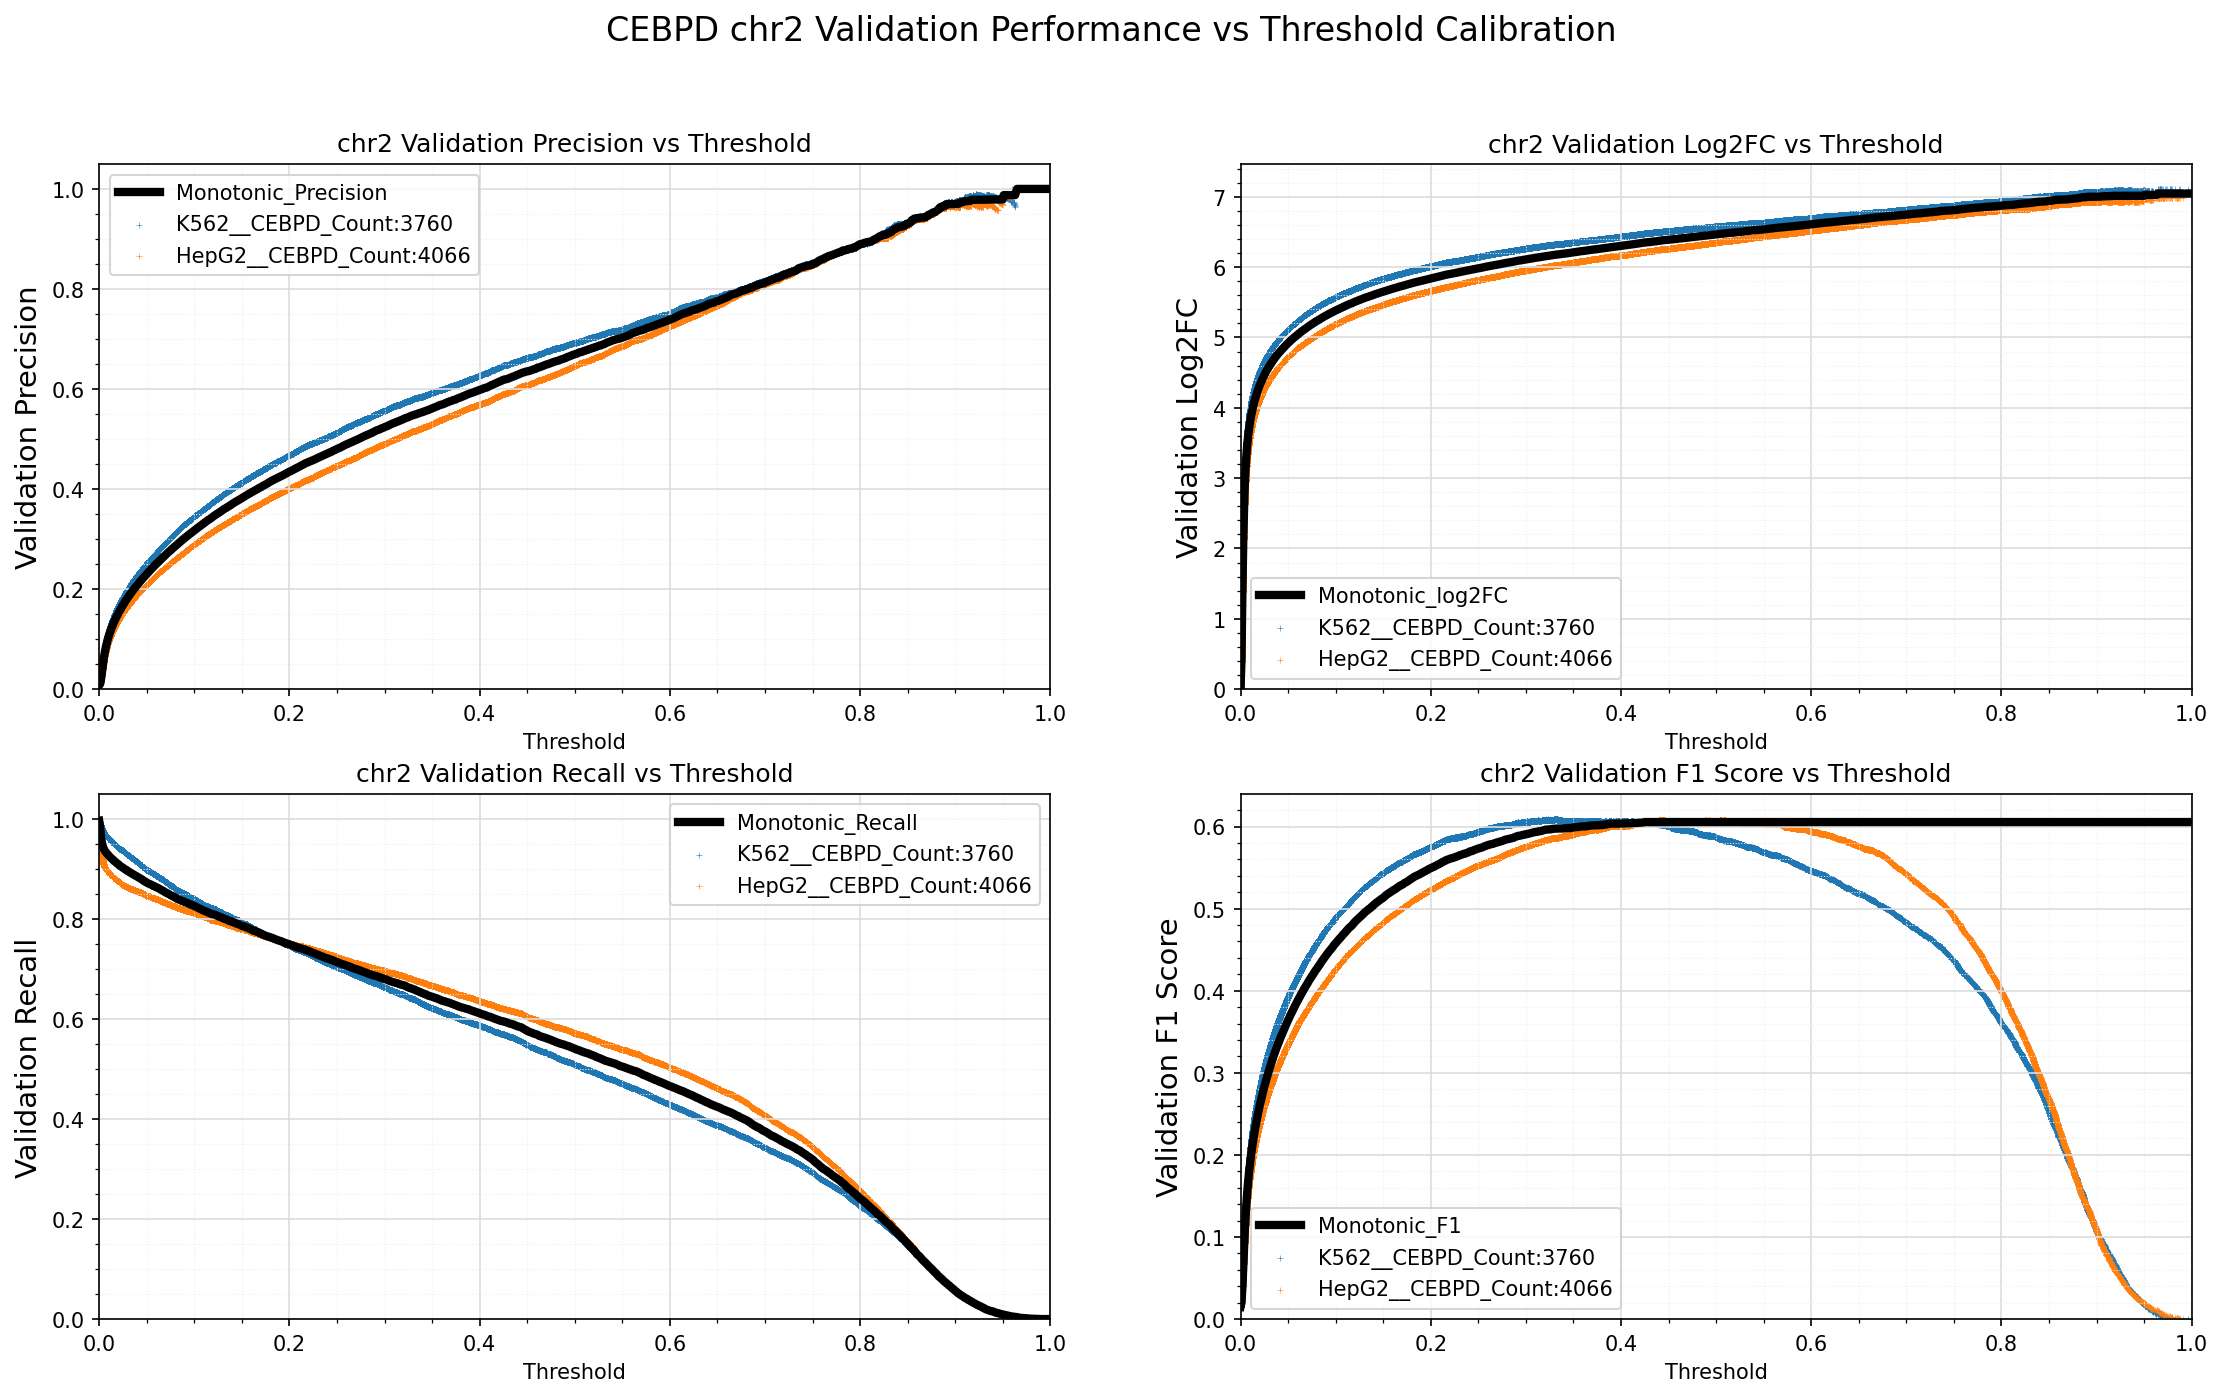 CEBPD chr2 Validation Performance vs Threshold Calibration
chr2 Validation Precision vs Threshold
Validation Precision
1.0
0.8
0.6
0.4
0.2
0.0
Monotonic_Precision
K562__CEBPD_Count:3760
HepG2__CEBPD_Count:4066
0.0 0.2 0.4 0.6 0.8 1.0
Threshold
chr2 Validation Log2FC vs Threshold
Validation Log2FC
7
6
5
4
3
2
1
0
Monotonic_log2FC
K562__CEBPD_Count:3760
HepG2__CEBPD_Count:4066
0.0 0.2 0.4 0.6 0.8 1.0
Threshold
chr2 Validation Recall vs Threshold
Validation Recall
1.0
0.8
0.6
0.4
0.2
0.0
Monotonic_Recall
K562__CEBPD_Count:3760
HepG2__CEBPD_Count:4066
0.0 0.2 0.4 0.6 0.8 1.0
Threshold
chr2 Validation F1 Score vs Threshold
Validation F1 Score
0.6
0.5
0.4
0.3
0.2
0.1
0.0
Monotonic_F1
K562__CEBPD_Count:3760
HepG2__CEBPD_Count:4066
0.0 0.2 0.4 0.6 0.8 1.0
Threshold